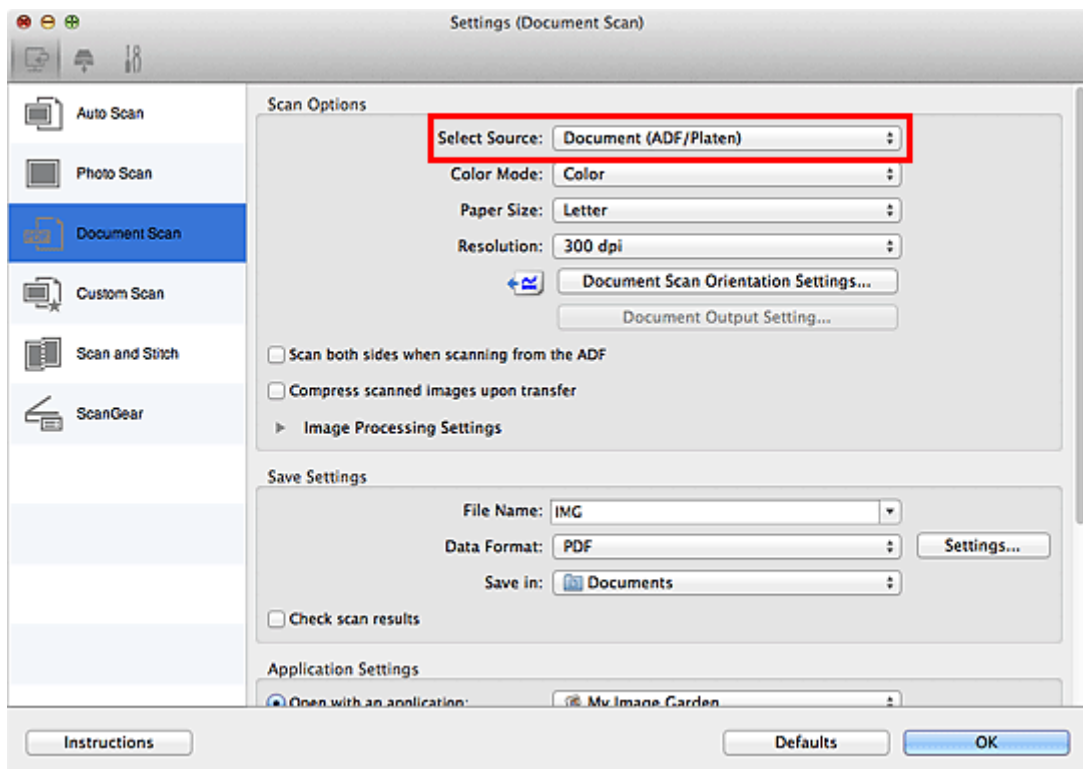 Settings (Document Scan)
Auto Scan
Photo Scan
PDF
Document Scan
Custom Scan
Scan and Stitch
ScanGear
Scan Options
Select Source: Document (ADF/Platen)
Color Mode: Color
Paper Size: Letter
Resolution: 300 dpi
Document Scan Orientation Settings...
Document Output Setting...
Scan both sides when scanning from the ADF
Compress scanned images upon transfer
Image Processing Settings
Save Settings
File Name: IMG
Data Format: PDF Settings...
Save in: Documents
Check scan results
Application Settings
Open with an application: My Image Garden
Instructions Defaults OK